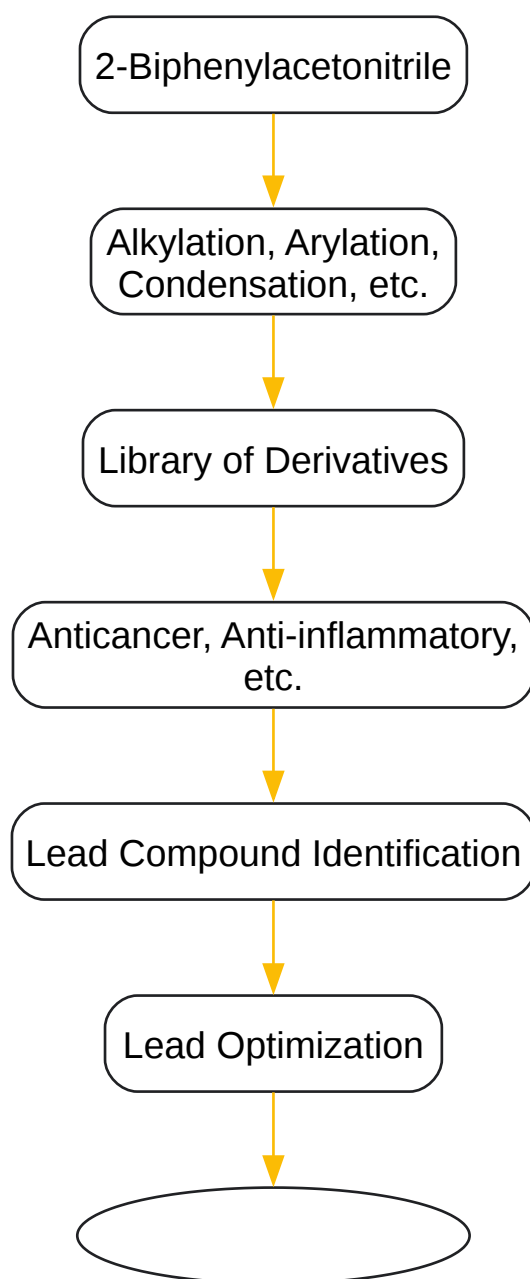 2-Biphenylacetonitrile
Alkylation, Arylation,
Condensation, etc.
Library of Derivatives
Anticancer, Anti-inflammatory,
etc.
Lead Compound Identification
Lead Optimization